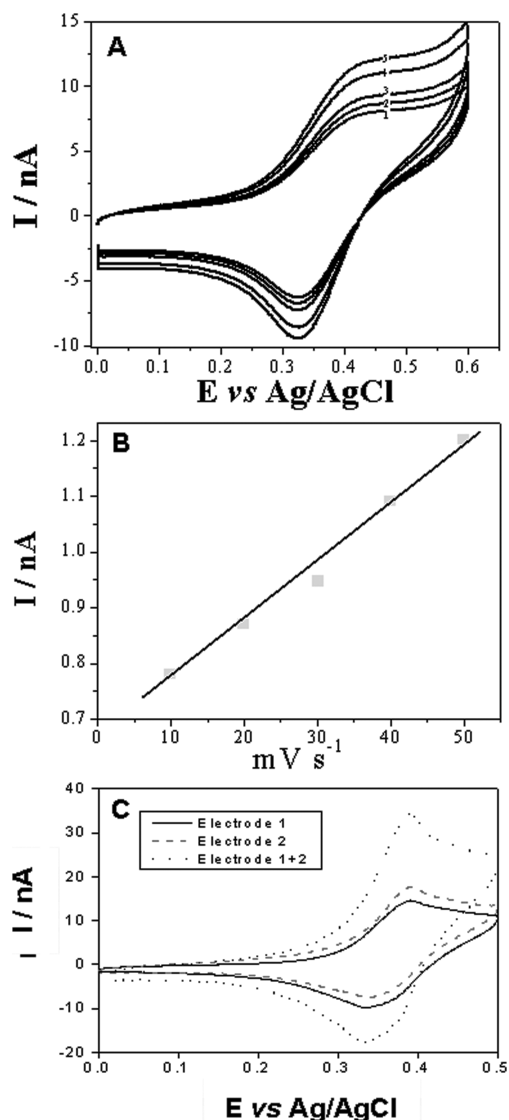 A
15
10
5
0
-5
-10
I / nA
5
4
3
2
1
0.0 0.1 0.2 0.3 0.4 0.5 0.6
E vs Ag/AgCl
B
1.2
1.1
1.0
0.9
0.8
0.7
I / nA
0 10 20 30 40 50
mV s⁻¹
C
40
30
20
10
0
-10
-20
I / nA
Electrode 1
Electrode 2
Electrode 1+2
0.0 0.1 0.2 0.3 0.4 0.5
E vs Ag/AgCl